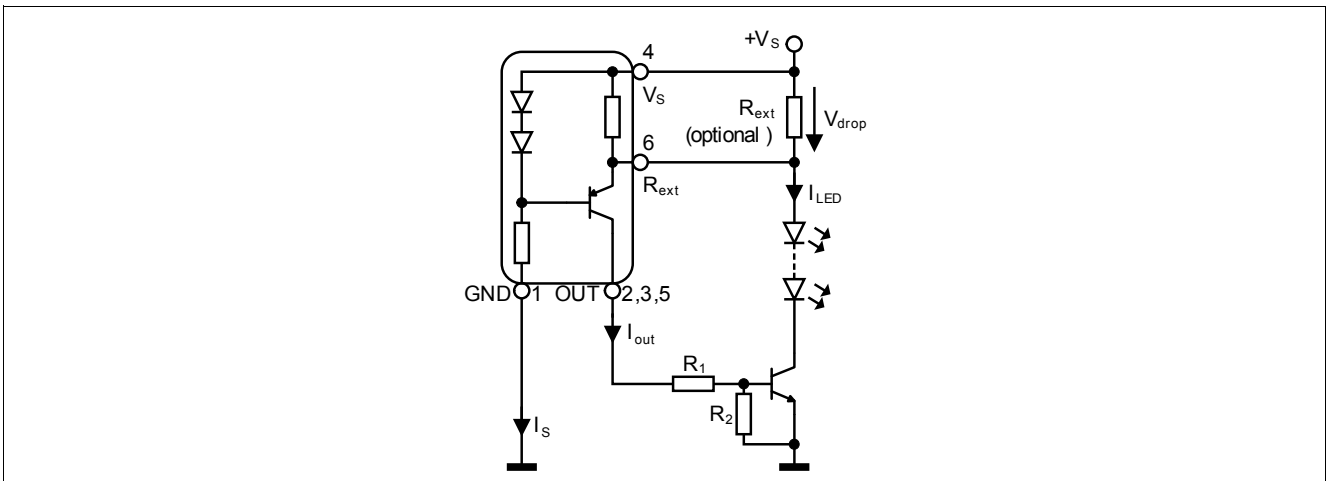 +VS
4
VS
Rext
(optional )
Vdrop
6
Rext
ILED
GND 1 OUT 2,3,5
Iout
R1
R2
IS